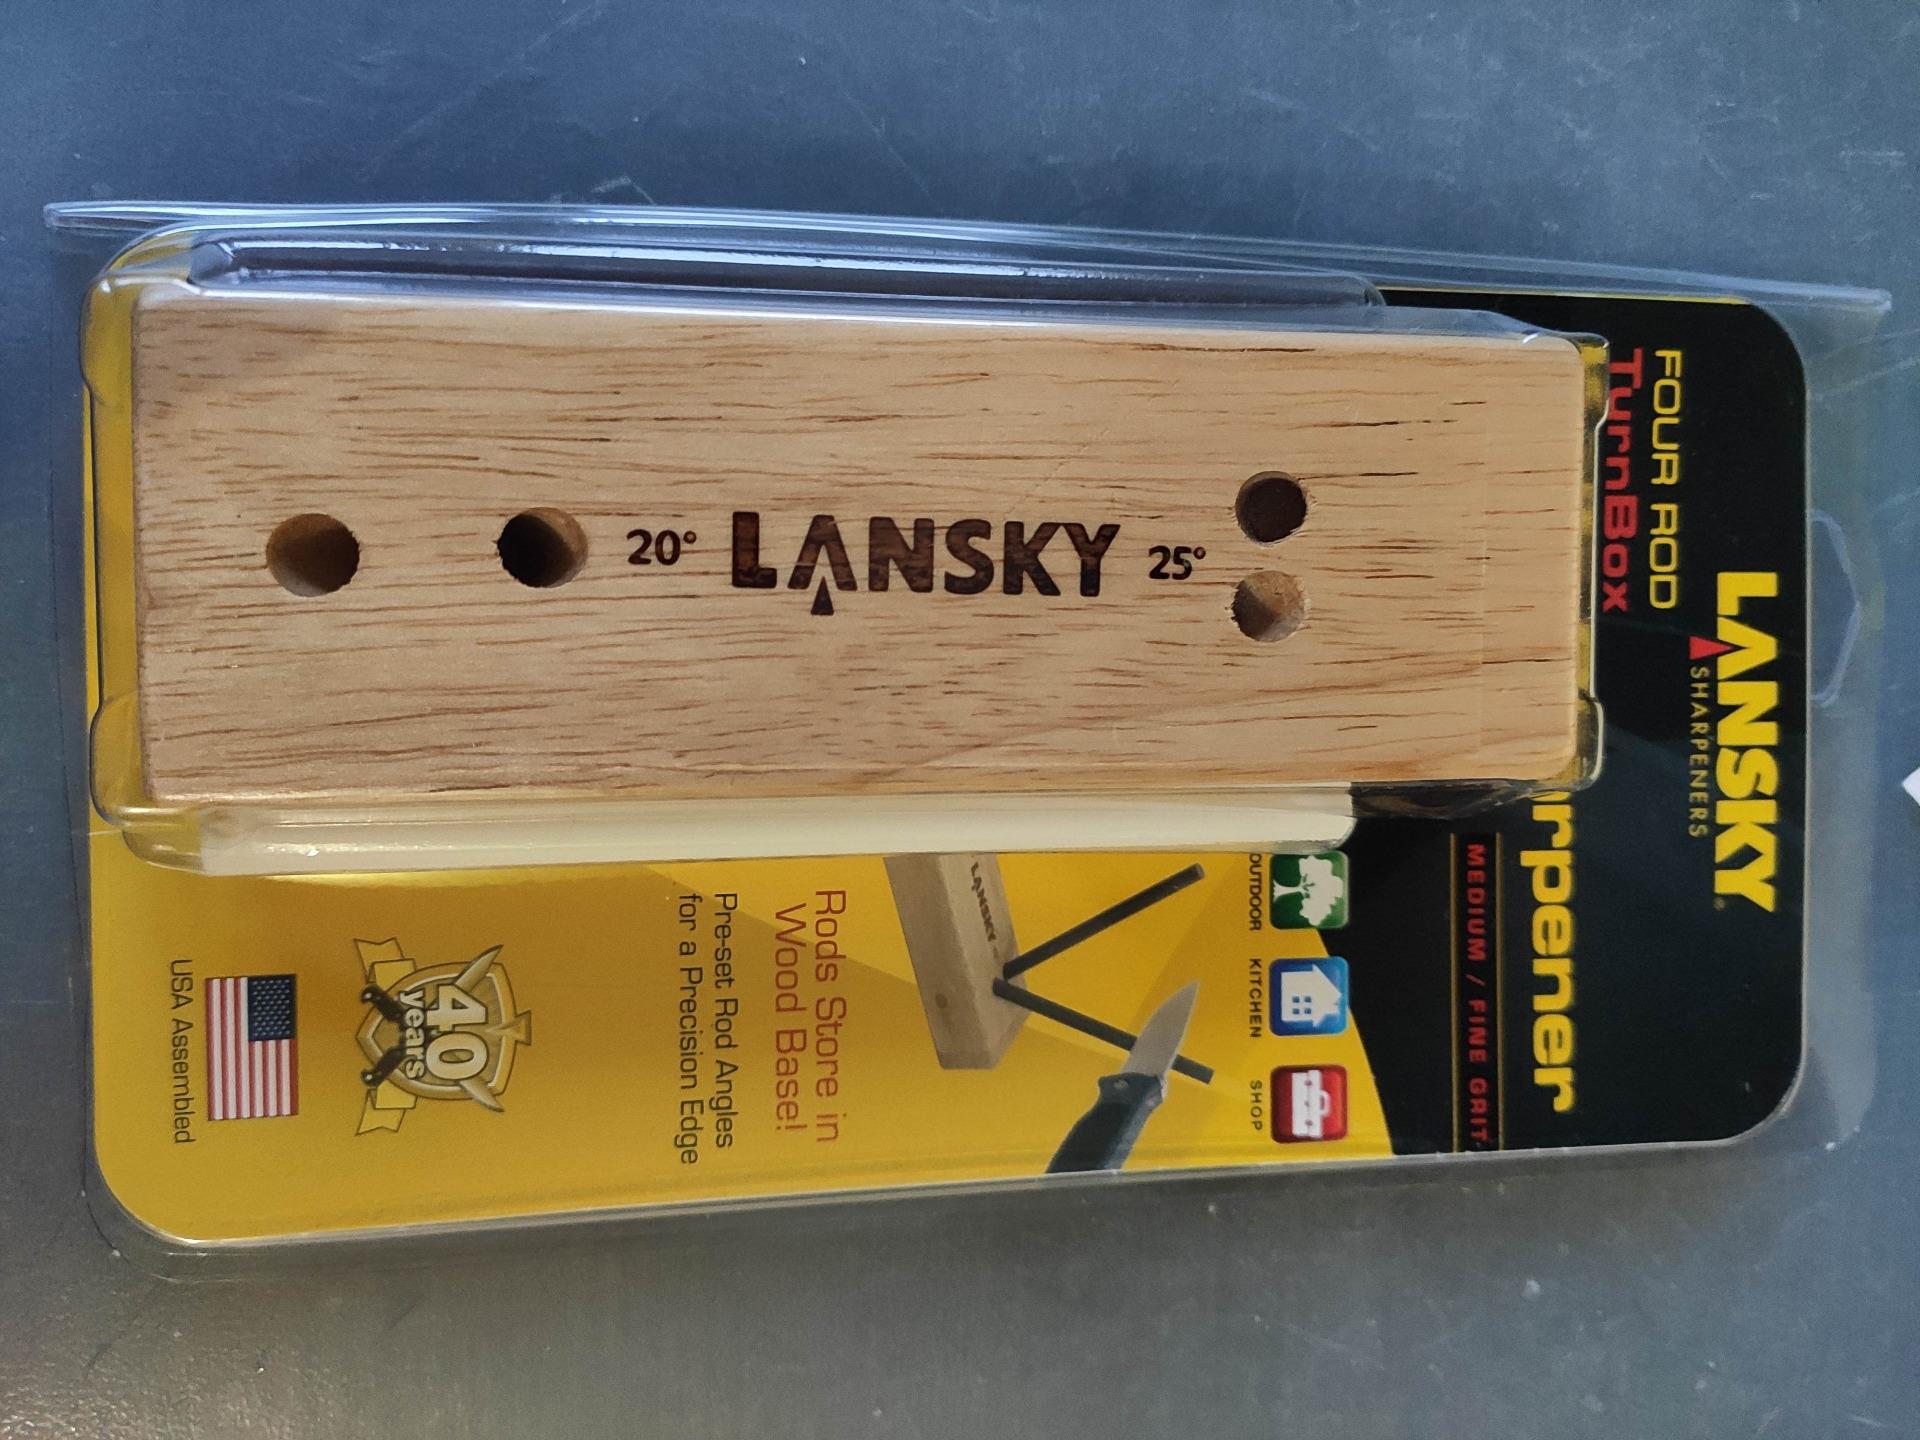 LANSKY
SHARPENERS
FOUR ROD
TurnBox
rpener
MEDIUM / FINE GRIT
OUTDOOR
KITCHEN
SHOP
20°
LANSKY
25°
LANSKY
Rods Store in
Wood Base!
Pre-set Rod Angles
for a Precision Edge
40
years
USA Assembled